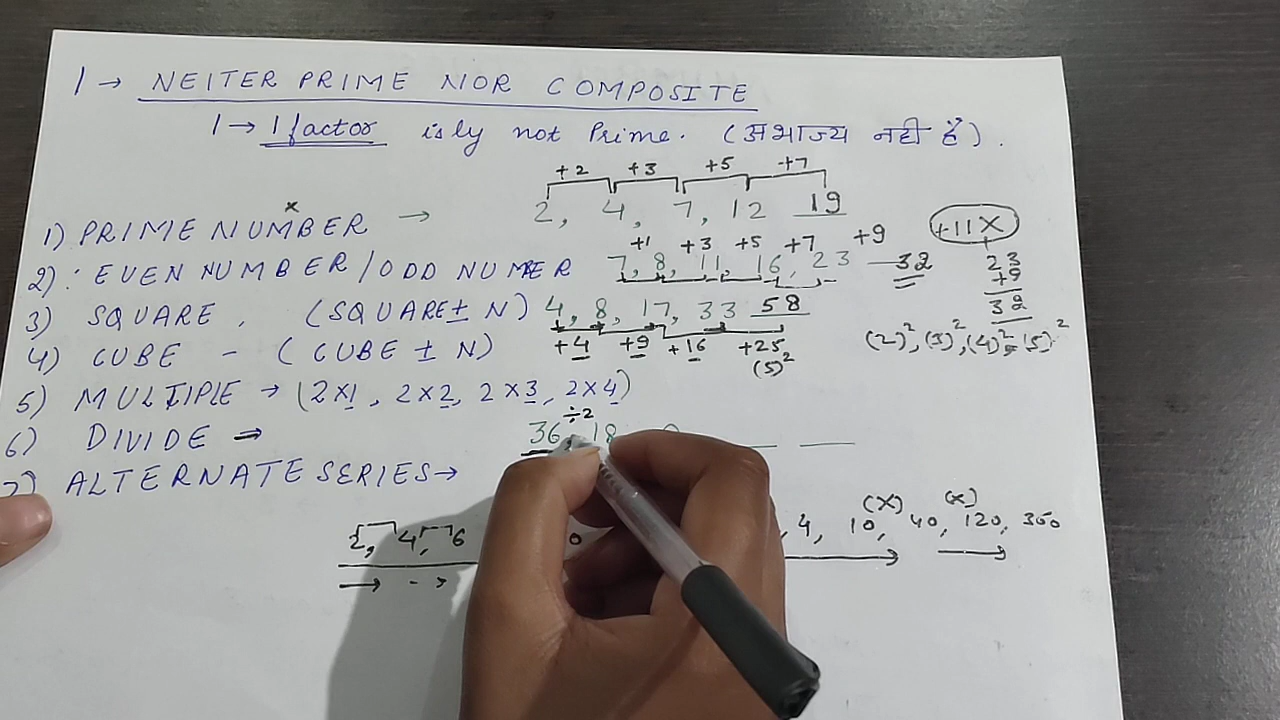 1 → NEITER PRIME NOR COMPOSITE
1 → 1 factor is ly not Prime. (अभाज्य नही है).
+2 +3 +5 +7
1) PRIME NUMBER → 2, 4, 7, 12 19
+1 +3 +5 +7 +9 +11X
2): EVEN NUMBER / ODD NUMBER 7, 8, 11, 16, 23 32
23
+9
32
3) SQUARE. (SQUARE ± N) 4, 8, 17, 33 58
+4 +9 +16 +25
(5)²
(2)², (3)², (4)², (5)²
4) CUBE - (CUBE ± N)
5) MULTIPLE → (2×1, 2×2, 2×3, 2×4)
÷2
6) DIVIDE ⇒ 36, 18
7) ALTERNATE SERIES →
2, 4, 6
(X) (x)
, 4, 10, 40, 120, 360